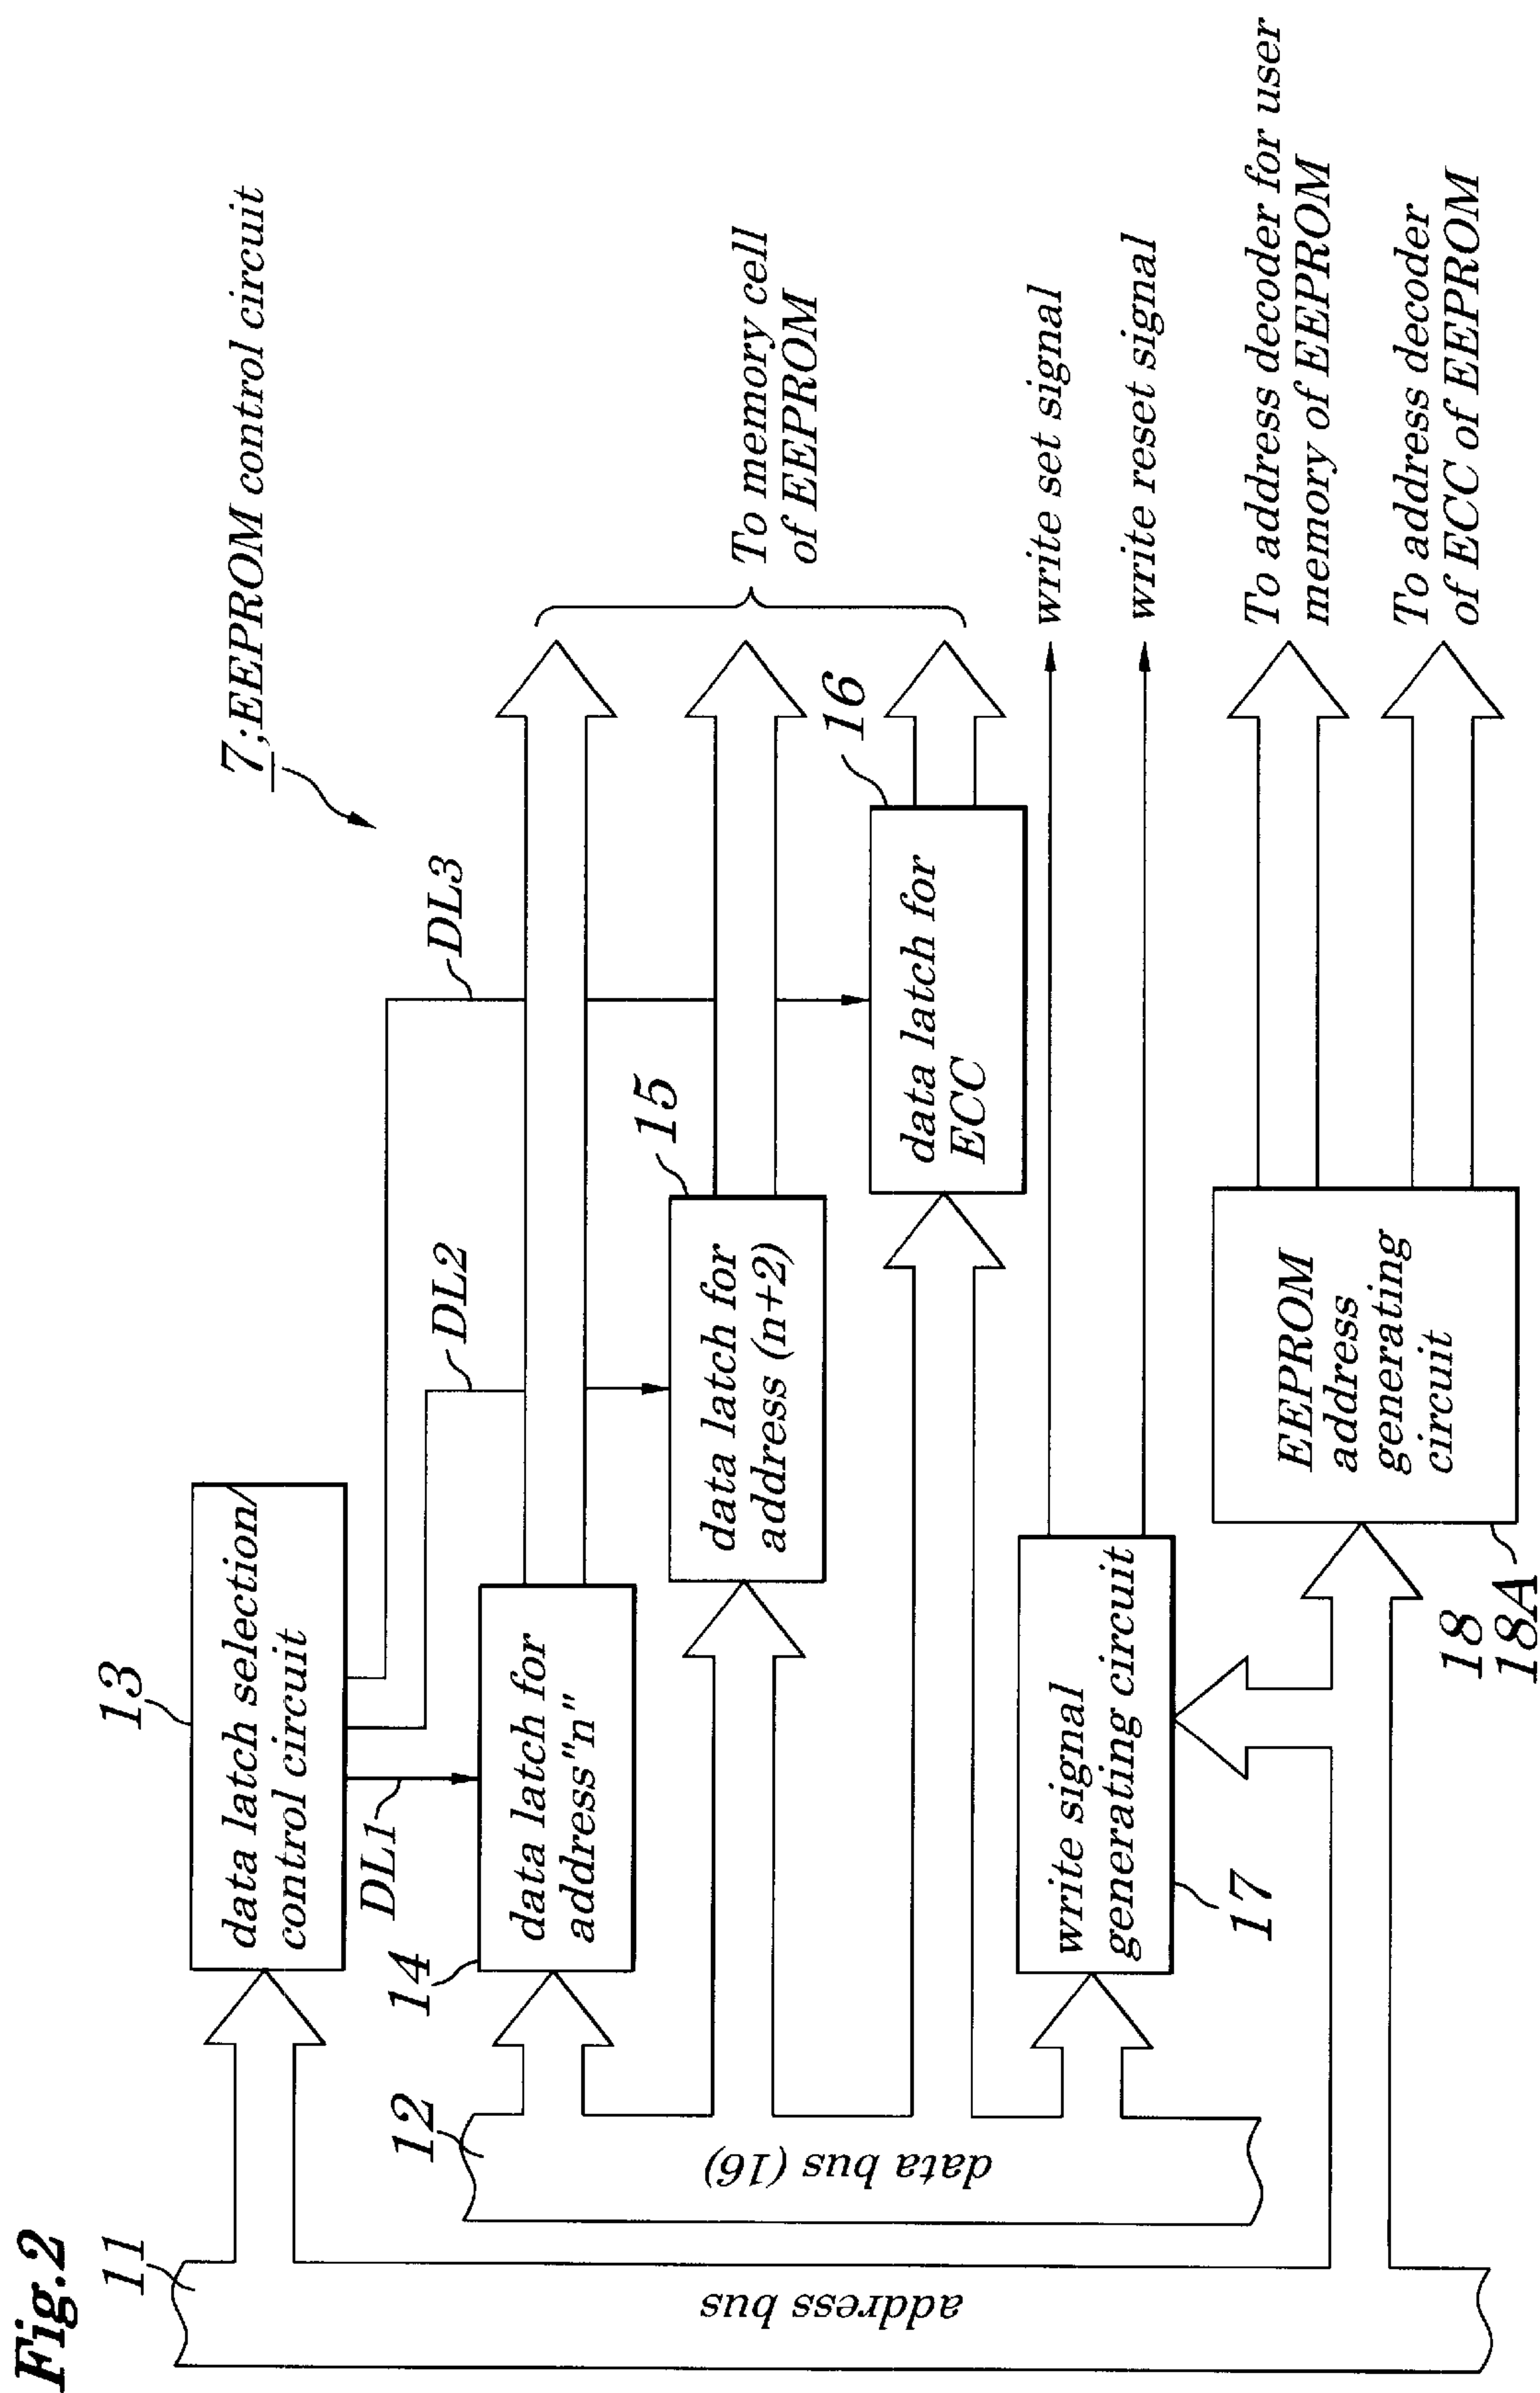 Fig.2
7;EEPROM control circuit
11
address bus
12
data bus (16)
13
data latch selection/
control circuit
DL1
DL2
DL3
14
data latch for
address"n"
15
data latch for
address (n+2)
16
data latch for
ECC
To memory cell
of EEPROM
17
write signal
generating circuit
write set signal
write reset signal
18
18A
EEPROM
address
generating
circuit
To address decoder for user
memory of EEPROM
To address decoder
of ECC of EEPROM